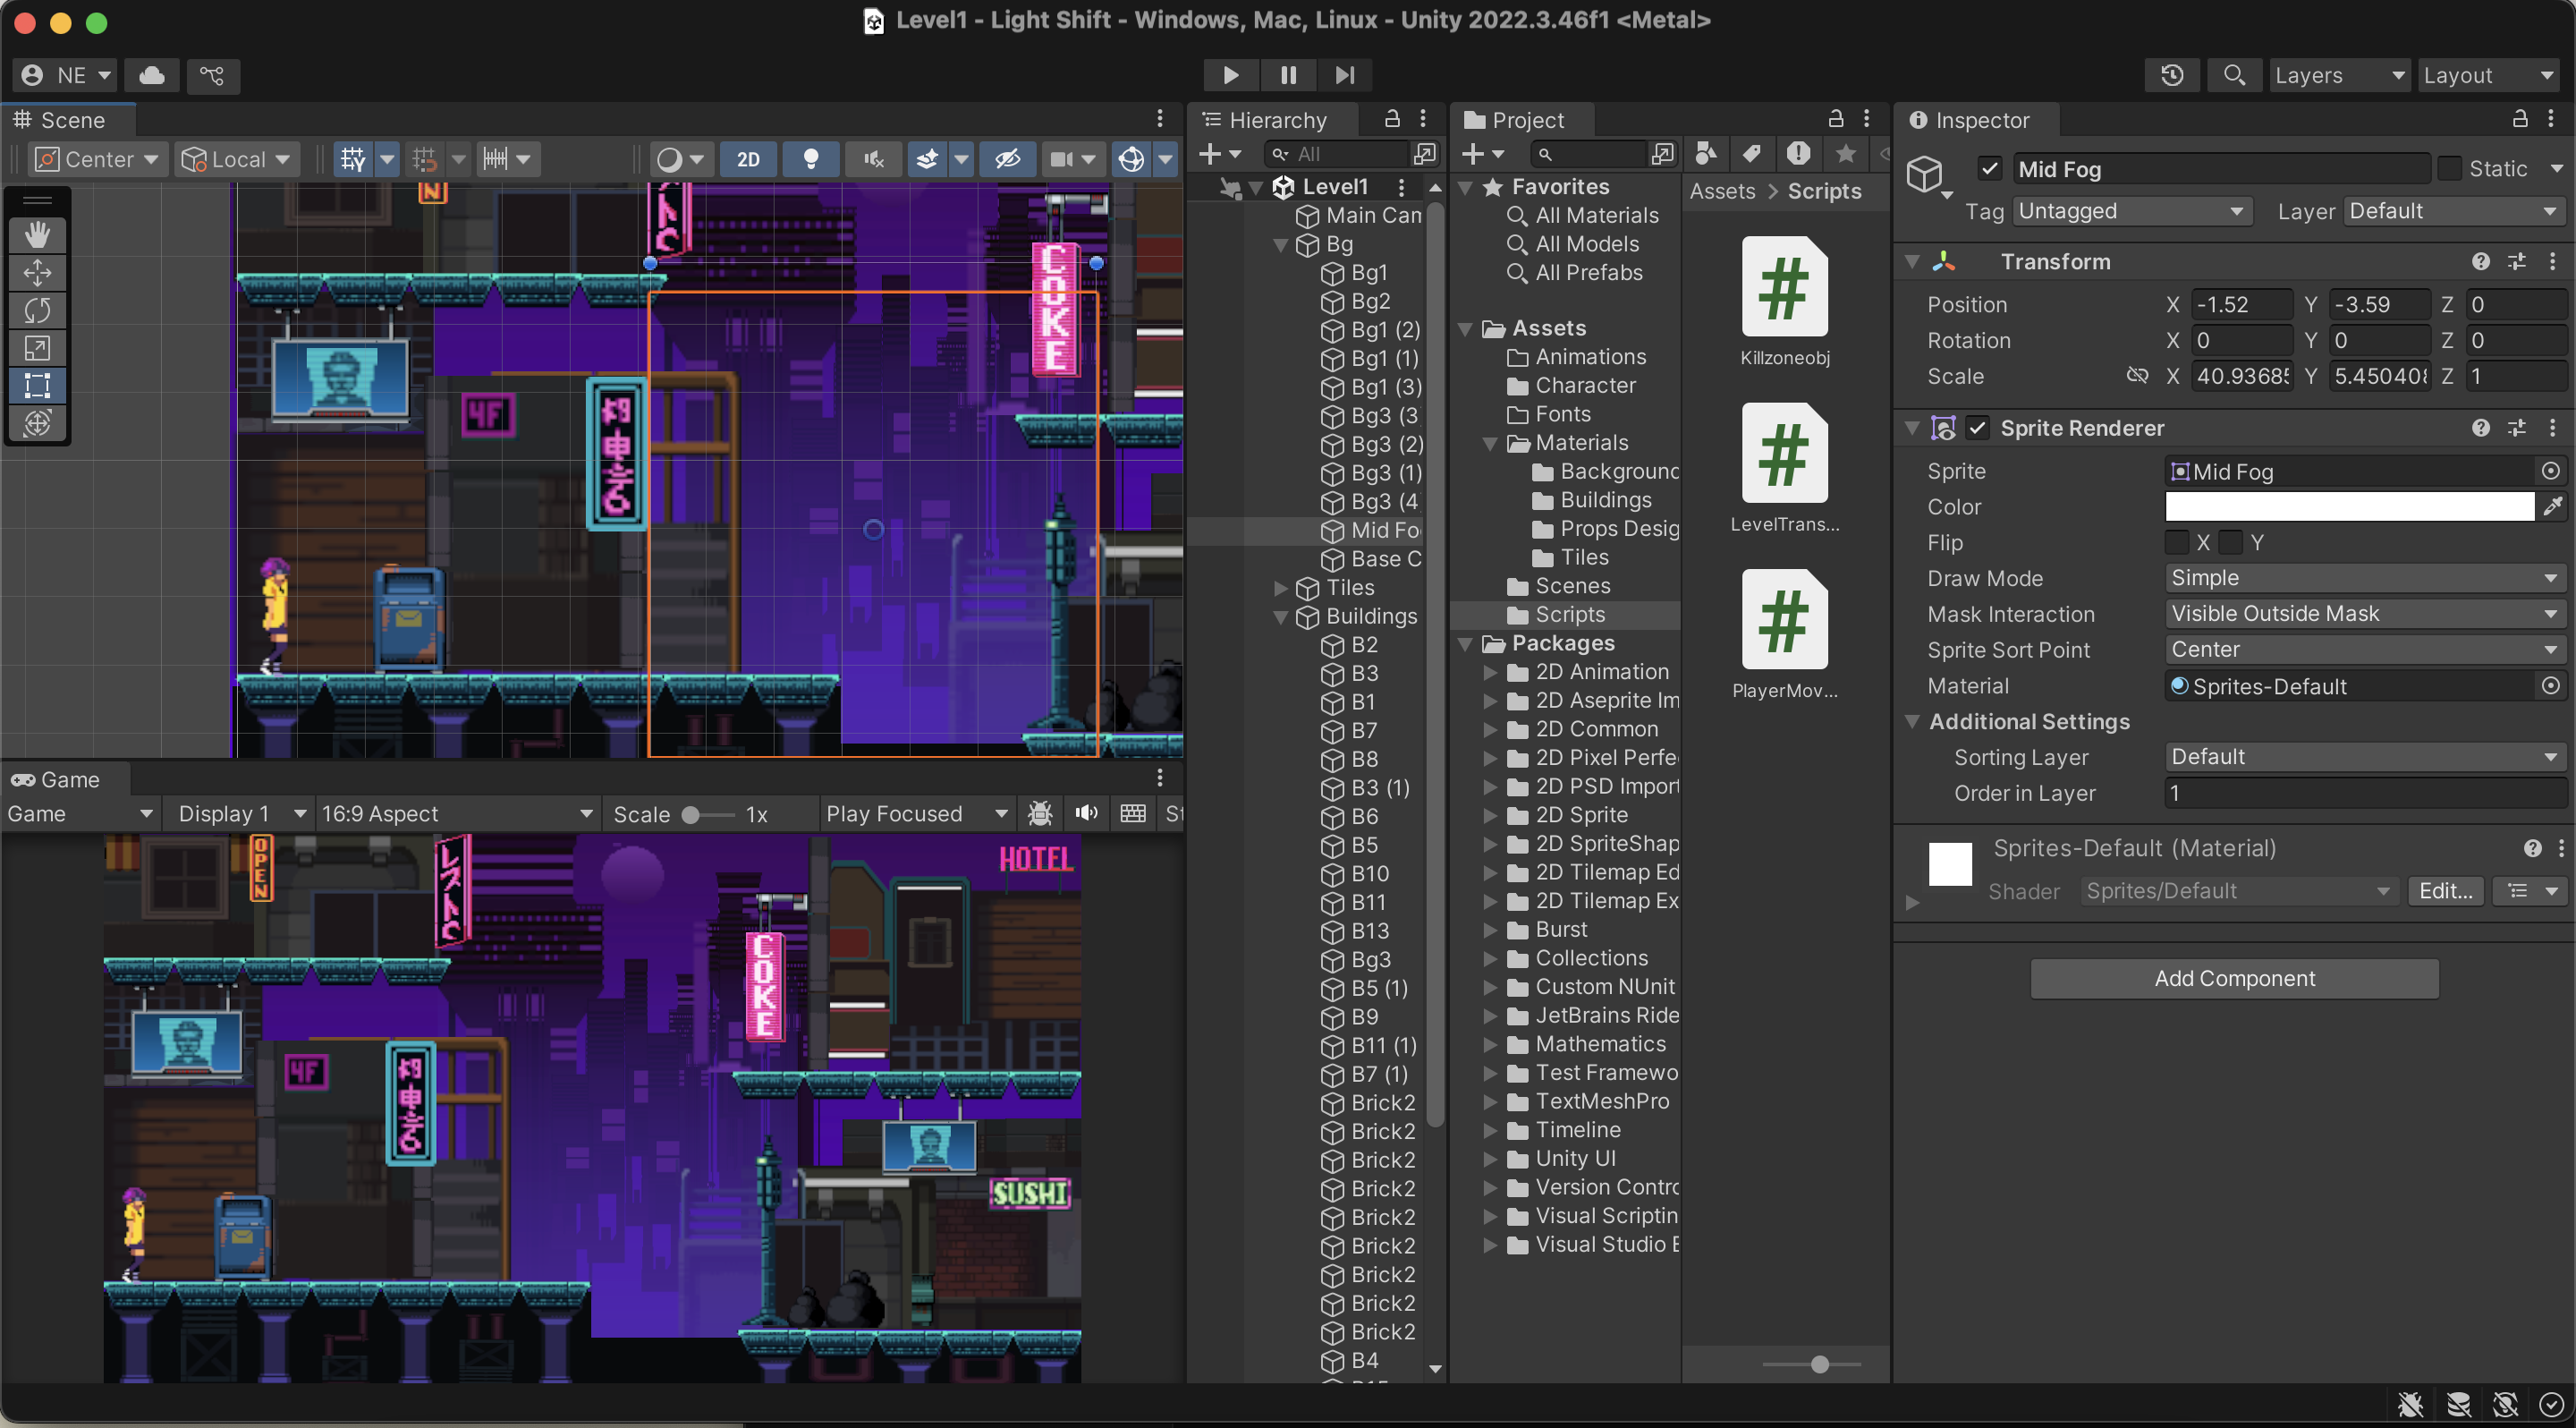 Level1 - Light Shift - Windows, Mac, Linux - Unity 2022.3.46f1 <Metal>
NE
Layers
Layout
Scene
Center
Local
2D
N
COKE
4F
Game
Game
Display 1
16:9 Aspect
Scale
1x
Play Focused
St
OPEN
HOTEL
COKE
4F
SUSHI
Hierarchy
All
Level1
Main Cam
Bg
Bg1
Bg2
Bg1 (2)
Bg1 (1)
Bg1 (3)
Bg3 (3
Bg3 (2)
Bg3 (1)
Bg3 (4
Mid Fo
Base C
Tiles
Buildings
B2
B3
B1
B7
B8
B3 (1)
B6
B5
B10
B11
B13
Bg3
B5 (1)
B9
B11 (1)
B7 (1)
Brick2
Brick2
Brick2
Brick2
Brick2
Brick2
Brick2
Brick2
Brick2
B4
Project
Favorites
All Materials
All Models
All Prefabs
Assets
Animations
Character
Fonts
Materials
Background
Buildings
Props Desig
Tiles
Scenes
Scripts
Packages
2D Animation
2D Aseprite Im
2D Common
2D Pixel Perfe
2D PSD Import
2D Sprite
2D SpriteShap
2D Tilemap Ed
2D Tilemap Ex
Burst
Collections
Custom NUnit
JetBrains Ride
Mathematics
Test Framewo
TextMeshPro
Timeline
Unity UI
Version Contro
Visual Scriptin
Visual Studio E
Assets > Scripts
#
Killzoneobj
#
LevelTrans...
#
PlayerMov...
Inspector
Mid Fog
Static
Tag Untagged
Layer Default
Transform
Position X -1.52 Y -3.59 Z 0
Rotation X 0 Y 0 Z 0
Scale X 40.93685 Y 5.45040 Z 1
Sprite Renderer
Sprite Mid Fog
Color
Flip X Y
Draw Mode Simple
Mask Interaction Visible Outside Mask
Sprite Sort Point Center
Material Sprites-Default
Additional Settings
Sorting Layer Default
Order in Layer 1
Sprites-Default (Material)
Shader Sprites/Default Edit...
Add Component